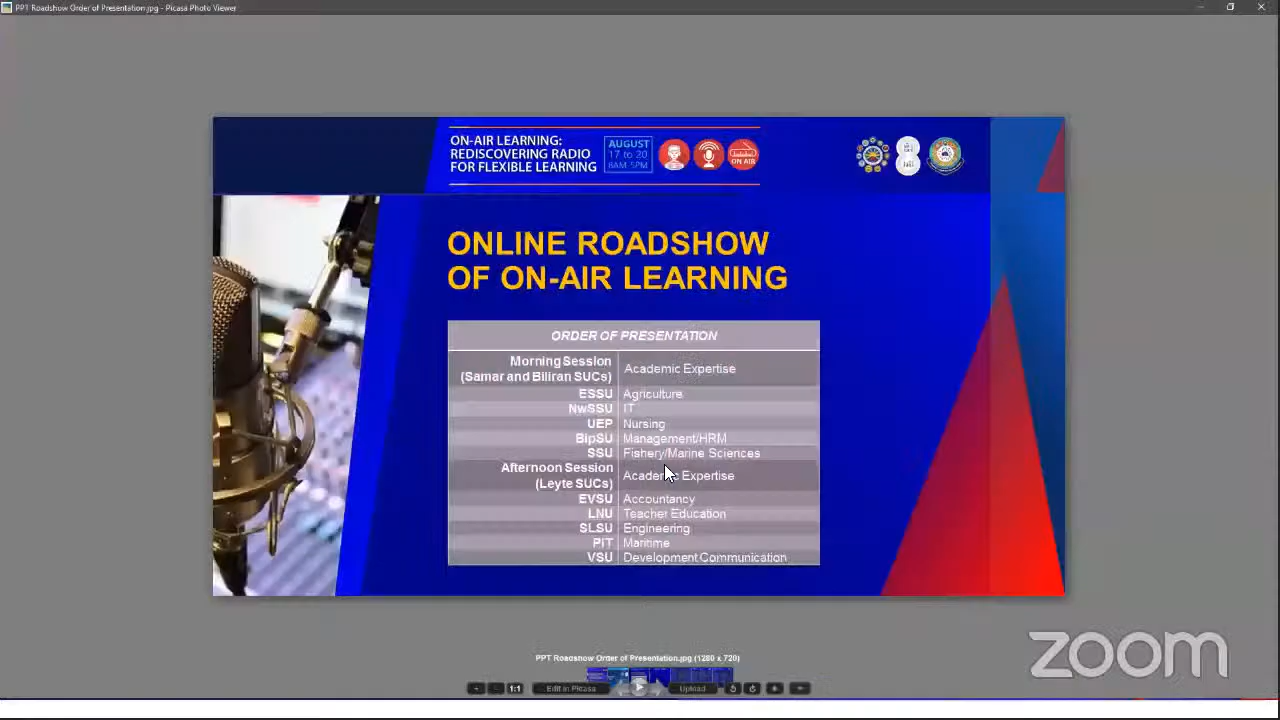 PPT Roadshow Order of Presentation.jpg - Picasa Photo Viewer
ON-AIR LEARNING:
REDISCOVERING RADIO
FOR FLEXIBLE LEARNING
AUGUST
17 to 20
8AM-5PM
ON AIR
ONLINE ROADSHOW
OF ON-AIR LEARNING
ORDER OF PRESENTATION
Morning Session
(Samar and Biliran SUCs) Academic Expertise
ESSU Agriculture
NwSSU IT
UEP Nursing
BipSU Management/HRM
SSU Fishery/Marine Sciences
Afternoon Session
(Leyte SUCs) Academic Expertise
EVSU Accountancy
LNU Teacher Education
SLSU Engineering
PIT Maritime
VSU Development Communication
zoom
PPT Roadshow Order of Presentation.jpg (1280 x 720)
1:1 Edit in Picasa Upload